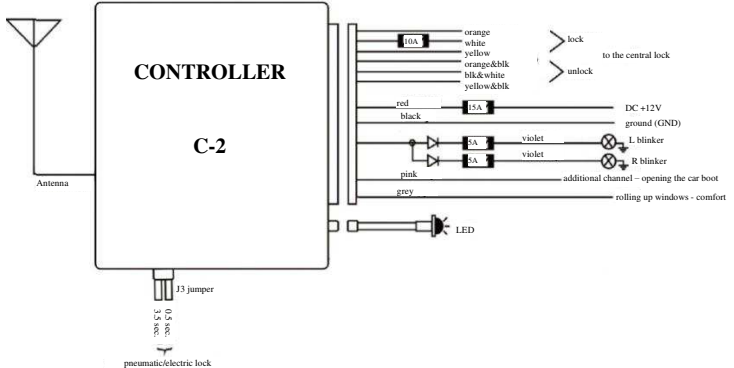 orange
10A
white
lock
yellow
to the central lock
orange&blk
blk&white
unlock
yellow&blk
CONTROLLER
C-2
red
15A
DC +12V
black
ground (GND)
5A
violet
L blinker
5A
violet
R blinker
pink
additional channel – opening the car boot
Antenna
grey
rolling up windows - comfort
LED
J3 jumper
0.5 sec.
3.5 sec.
pneumatic/electric lock